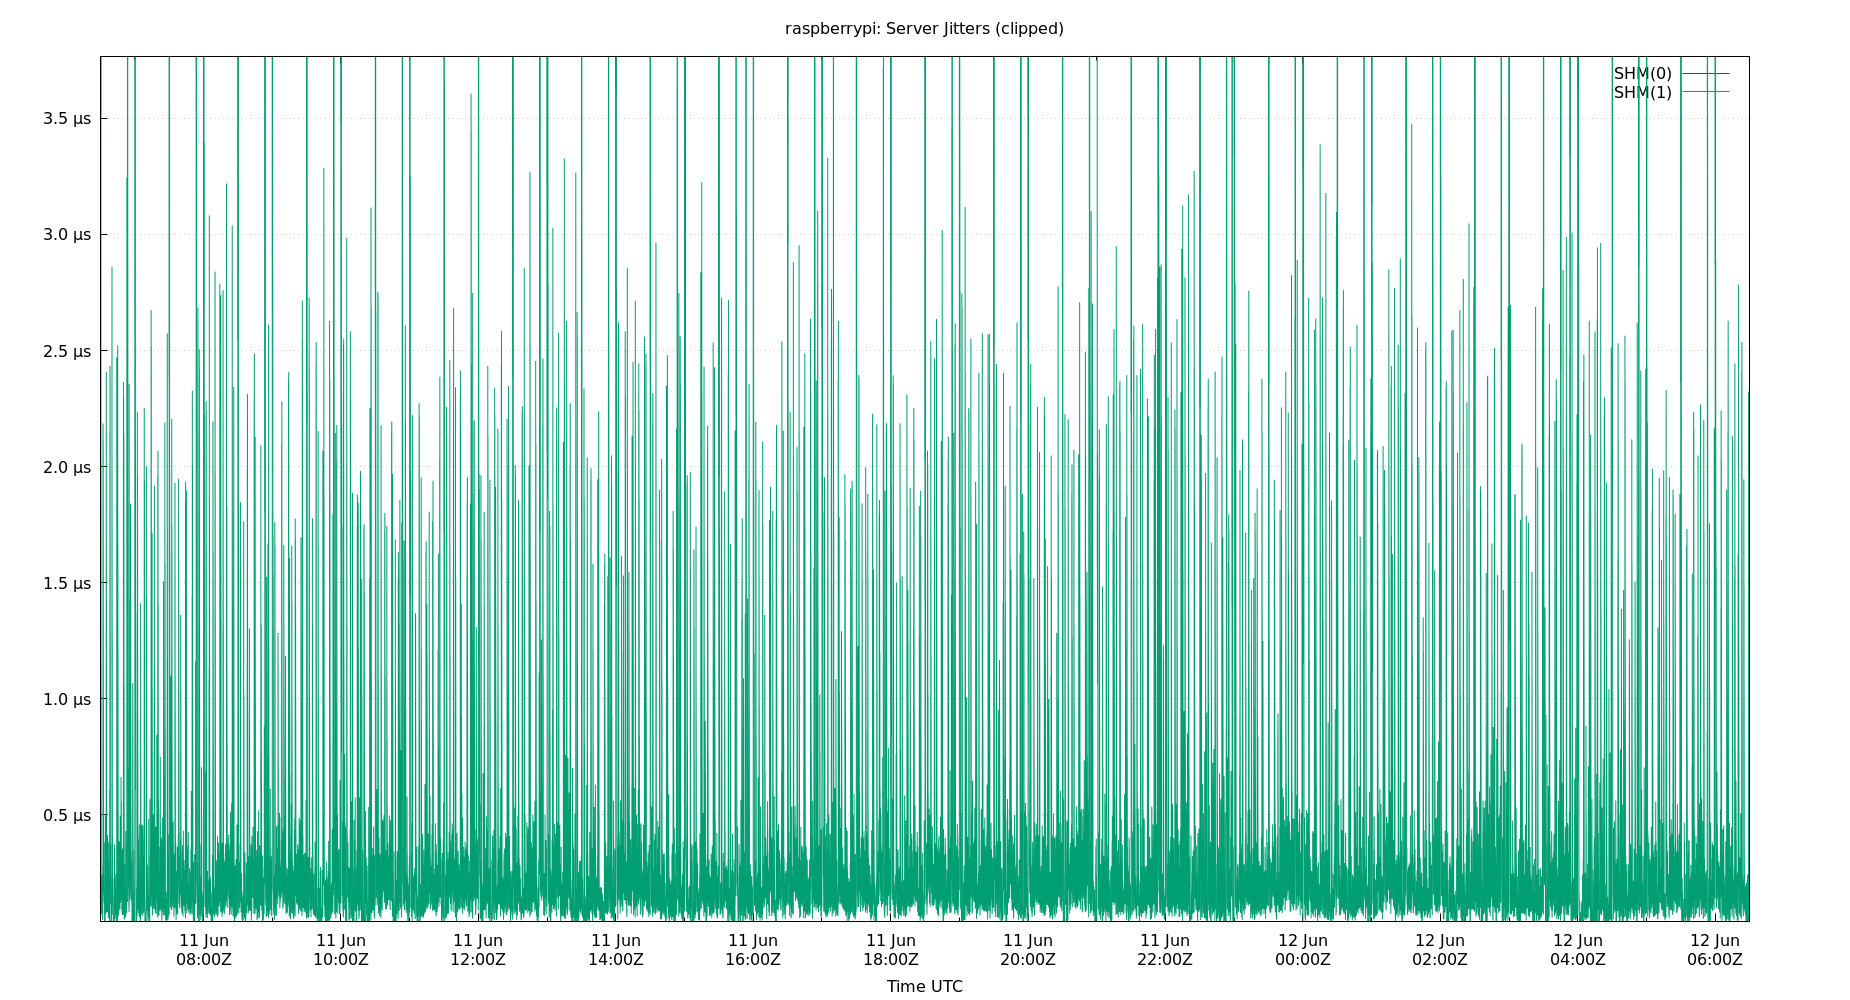 raspberrypi: Server Jitters (clipped)
SHM(0)
SHM(1)
3.5 μs
3.0 μs
2.5 μs
2.0 μs
1.5 μs
1.0 μs
0.5 μs
11 Jun 11 Jun 11 Jun 11 Jun 11 Jun 11 Jun 11 Jun 11 Jun 12 Jun 12 Jun 12 Jun 12 Jun
08:00Z 10:00Z 12:00Z 14:00Z 16:00Z 18:00Z 20:00Z 22:00Z 00:00Z 02:00Z 04:00Z 06:00Z
Time UTC